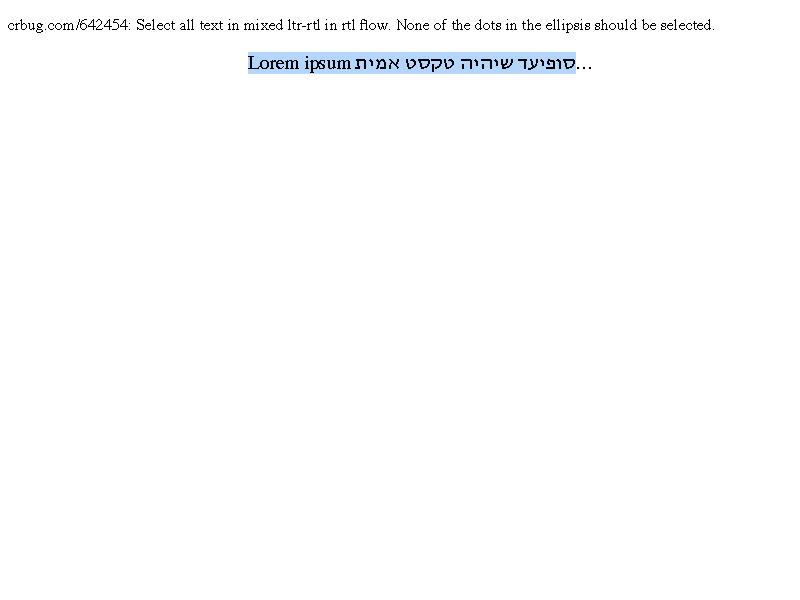 crbug.com/642454: Select all text in mixed ltr-rtl in rtl flow. None of the dots in the ellipsis should be selected.
Lorem ipsum סופיעד שיהיה טקסט אמית...